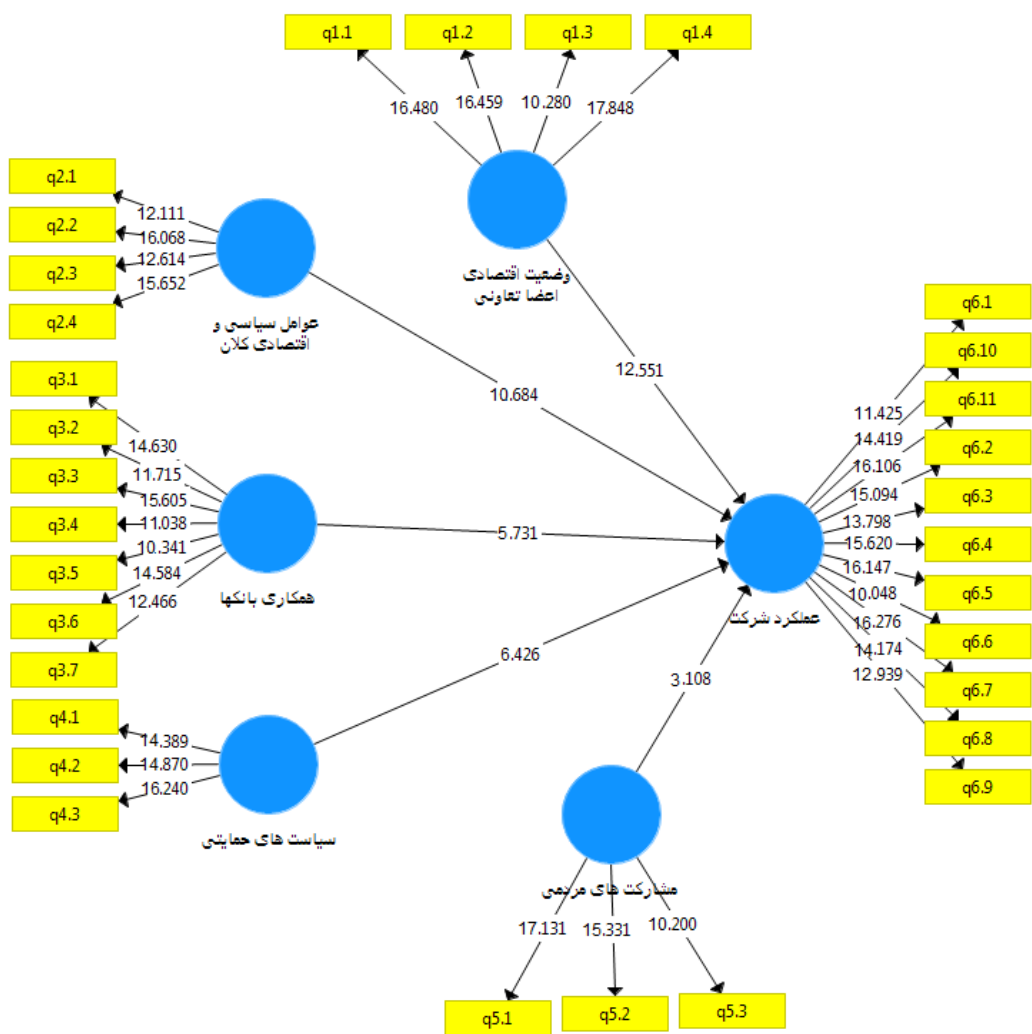 q1.1
q1.2
q1.3
q1.4
16.480
16.459
10.280
17.848
وضعیت اقتصادی
اعضا تعاونی
12.551
q2.1
q2.2
q2.3
q2.4
12.111
16.068
12.614
15.652
عوامل سیاسی و
اقتصادی کلان
10.684
q3.1
q3.2
q3.3
q3.4
q3.5
q3.6
q3.7
14.630
11.715
15.605
11.038
10.341
14.584
12.466
همکاری بانکها
5.731
q4.1
q4.2
q4.3
14.389
14.870
16.240
سیاست های حمایتی
6.426
مشارکت های مردمی
3.108
17.131
15.331
10.200
q5.1
q5.2
q5.3
عملکرد شرکت
11.425
14.419
16.106
15.094
13.798
15.620
16.147
10.048
16.276
14.174
12.939
q6.1
q6.10
q6.11
q6.2
q6.3
q6.4
q6.5
q6.6
q6.7
q6.8
q6.9